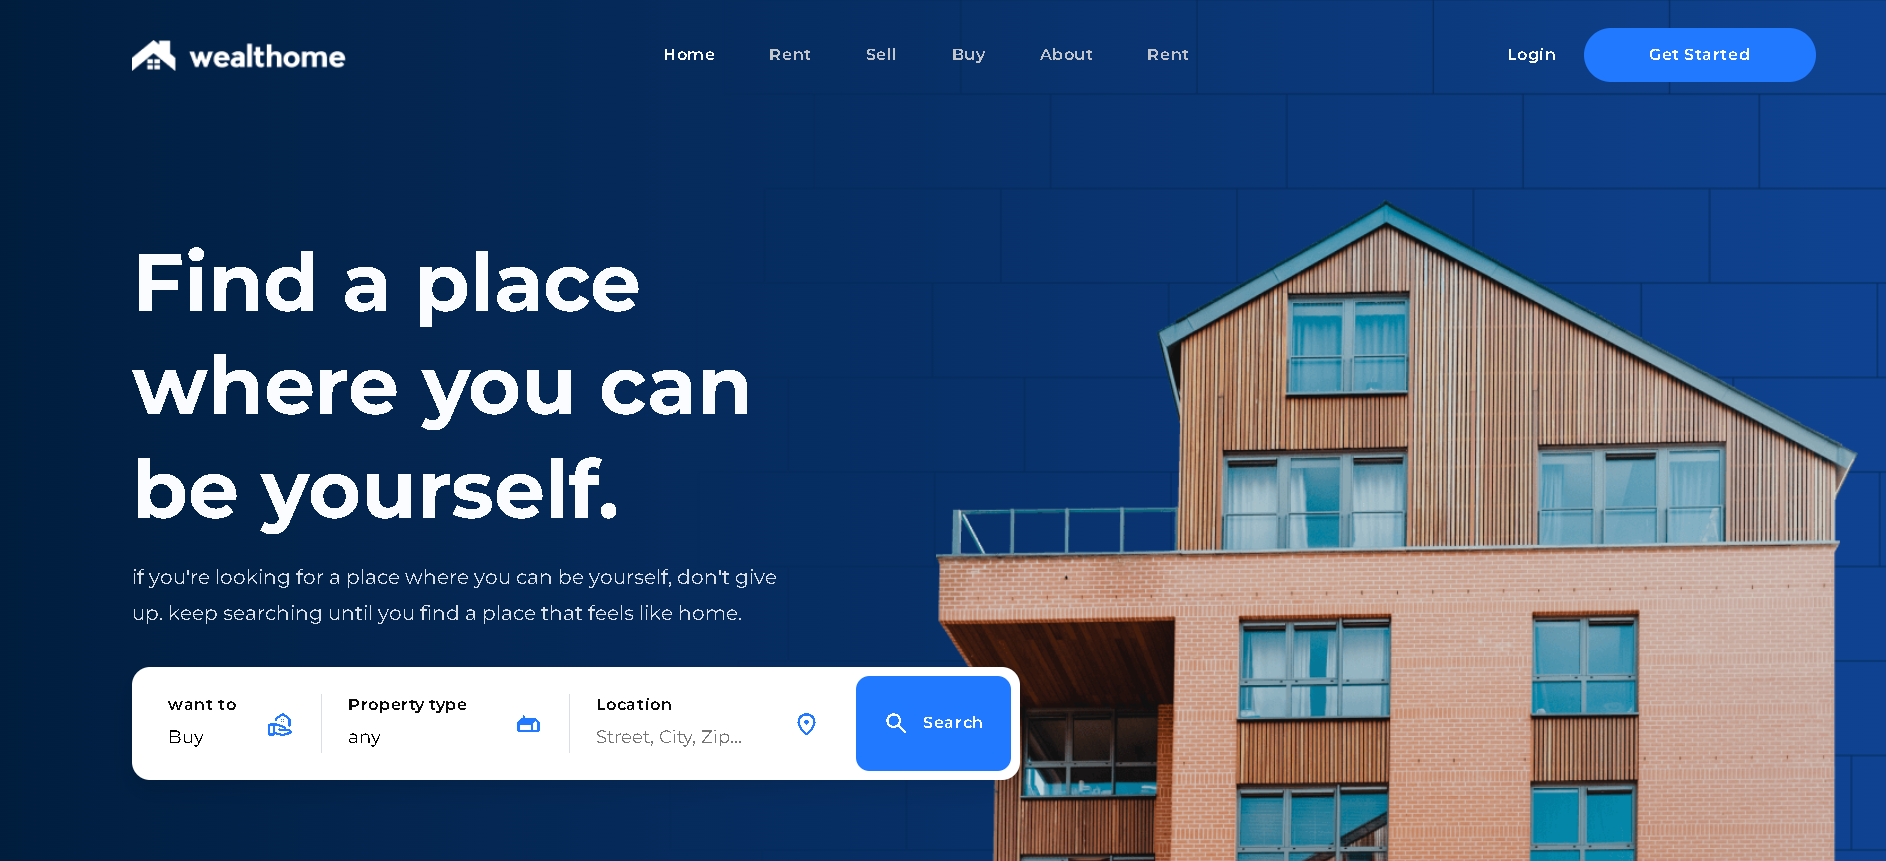 wealthome
Home Rent Sell Buy About Rent
Login Get Started
Find a place
where you can
be yourself.
if you're looking for a place where you can be yourself, don't give
up. keep searching until you find a place that feels like home.
want to Property type Location
Buy any Street, City, Zip...
Search